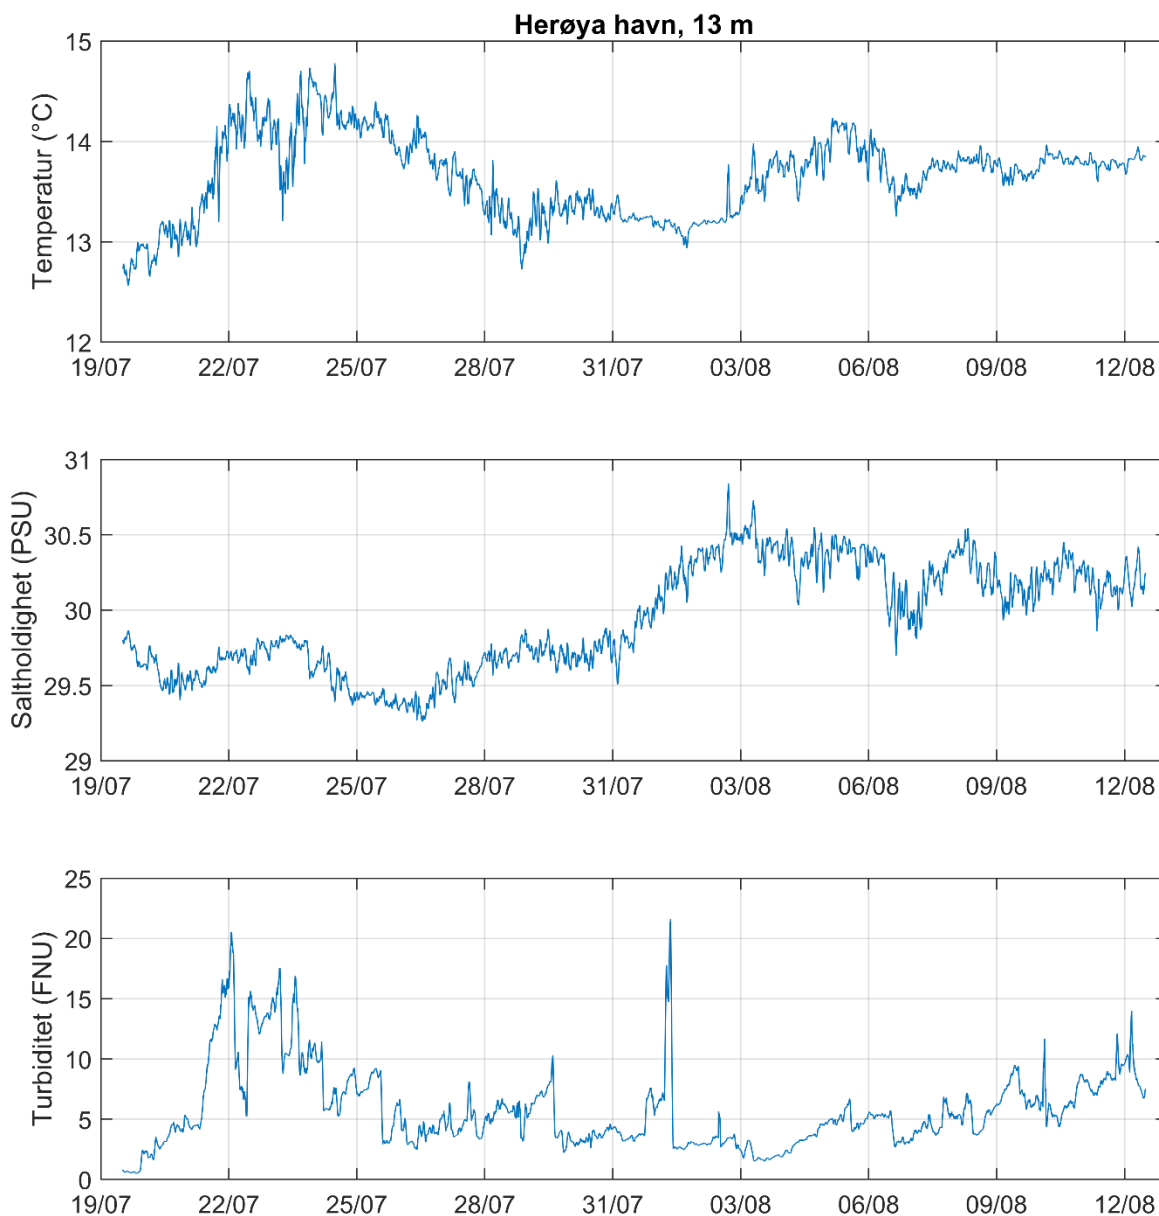 Herøya havn, 13 m
Temperatur (°C)
15
14
13
12
19/07 22/07 25/07 28/07 31/07 03/08 06/08 09/08 12/08
Saltholdighet (PSU)
31
30.5
30
29.5
29
19/07 22/07 25/07 28/07 31/07 03/08 06/08 09/08 12/08
Turbiditet (FNU)
25
20
15
10
5
0
19/07 22/07 25/07 28/07 31/07 03/08 06/08 09/08 12/08